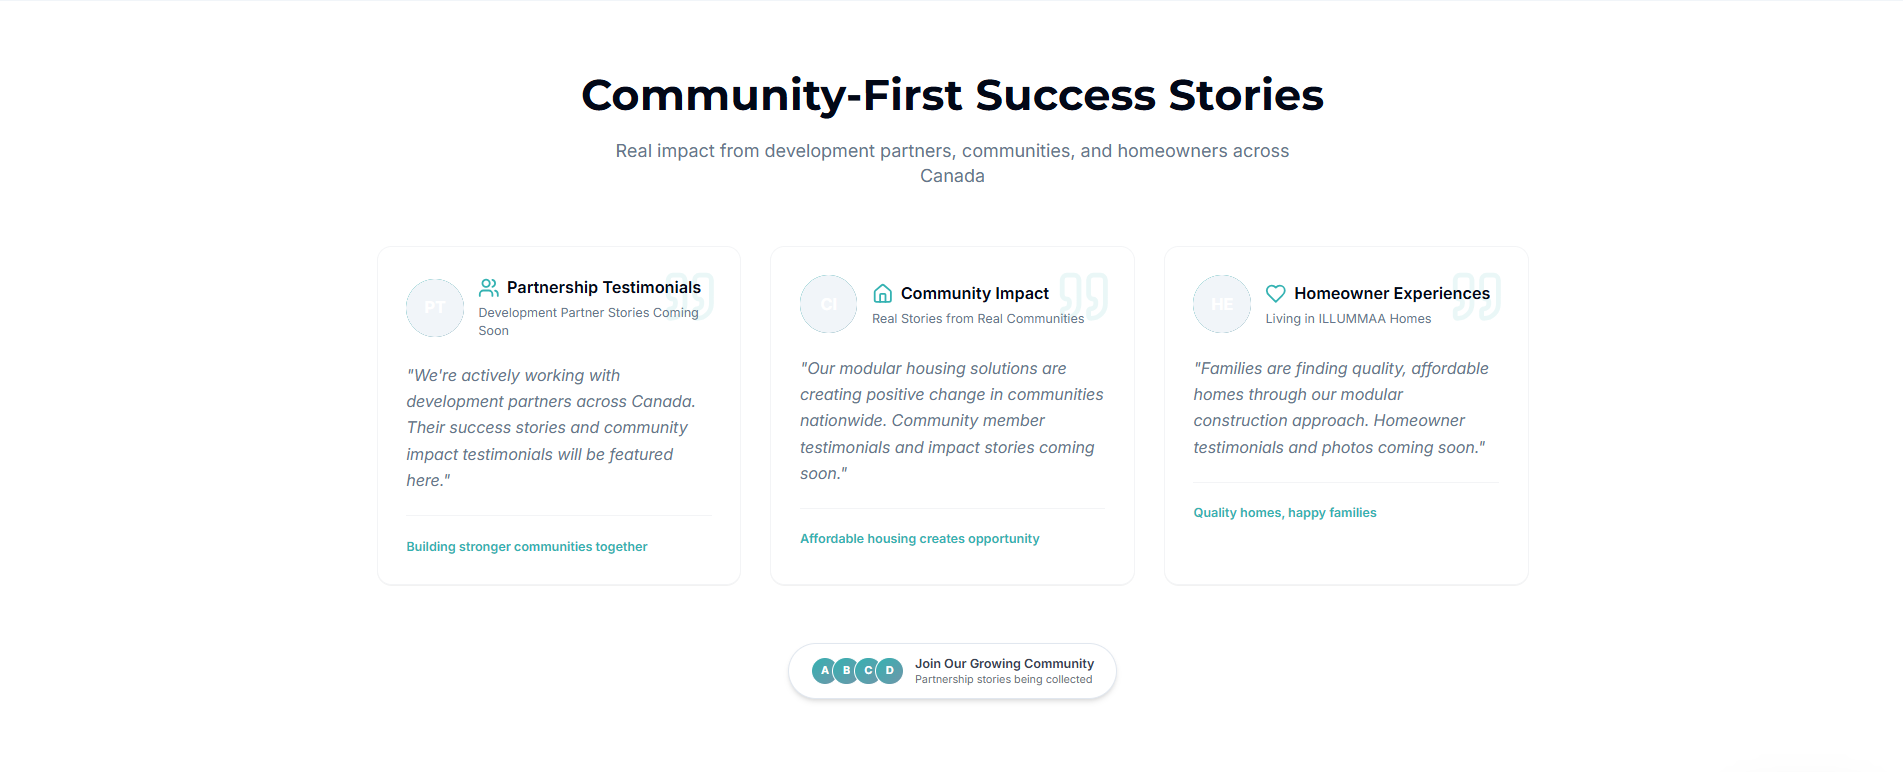 Community-First Success Stories
Real impact from development partners, communities, and homeowners across
Canada
PT
Partnership Testimonials
Development Partner Stories Coming
Soon
"We're actively working with
development partners across Canada.
Their success stories and community
impact testimonials will be featured
here."
Building stronger communities together
CI
Community Impact
Real Stories from Real Communities
"Our modular housing solutions are
creating positive change in communities
nationwide. Community member
testimonials and impact stories coming
soon."
Affordable housing creates opportunity
HE
Homeowner Experiences
Living in ILLUMMAA Homes
"Families are finding quality, affordable
homes through our modular
construction approach. Homeowner
testimonials and photos coming soon."
Quality homes, happy families
A B C D
Join Our Growing Community
Partnership stories being collected